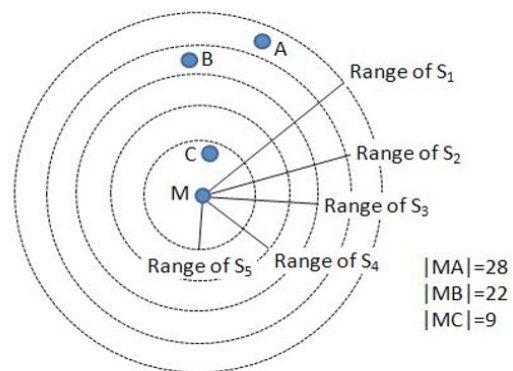 A
B
Range of S₁
C
Range of S₂
M
Range of S₃
Range of S₄
Range of S₅
|MA|=28
|MB|=22
|MC|=9